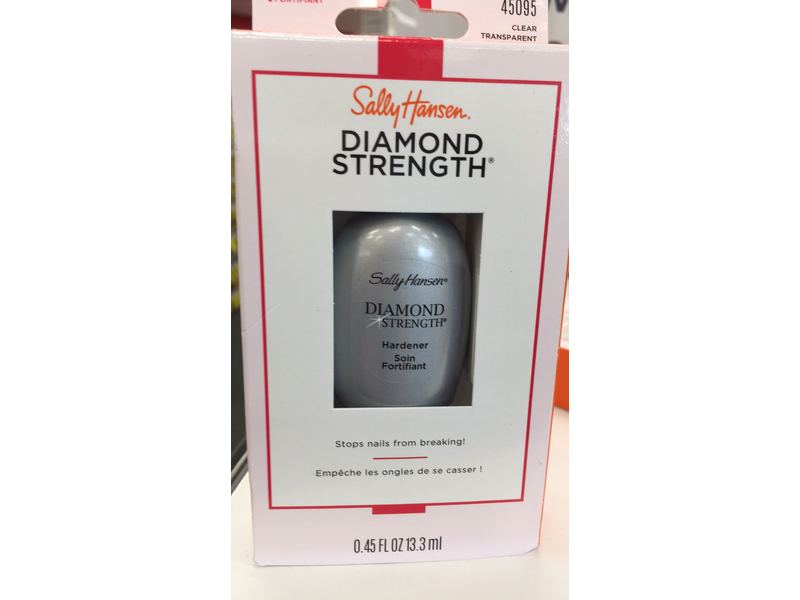 FORTIFIANT
45095
CLEAR
TRANSPARENT
Sally Hansen.
DIAMOND
STRENGTH®
Sally Hansen®
DIAMOND
STRENGTH®
Hardener
Soin
Fortifiant
Stops nails from breaking!
Empêche les ongles de se casser !
0.45 FL OZ 13.3 ml